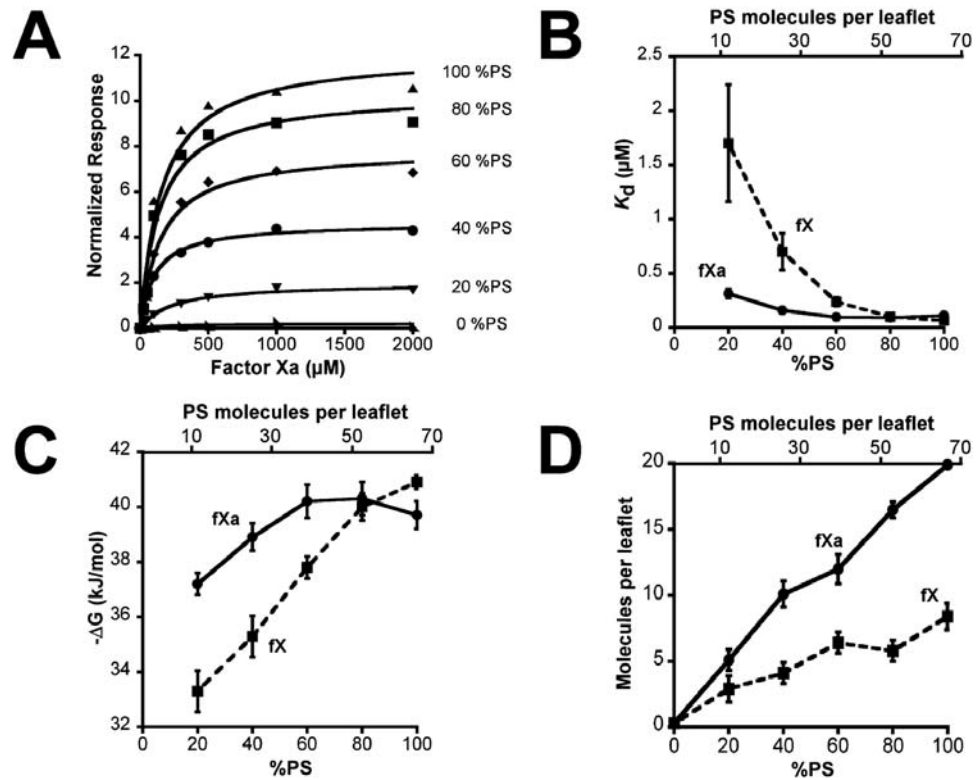 A
Normalized Response
12
10
8
6
4
2
0
0 500 1000 1500 2000
Factor Xa (µM)
100 %PS
80 %PS
60 %PS
40 %PS
20 %PS
0 %PS
B
PS molecules per leaflet
10 30 50 70
Kd (µM)
2.5
2
1.5
1
0.5
0
fX
fXa
0 20 40 60 80 100
%PS
C
PS molecules per leaflet
10 30 50 70
-ΔG (kJ/mol)
42
40
38
36
34
32
fXa
fX
0 20 40 60 80 100
%PS
D
PS molecules per leaflet
10 30 50 70
Molecules per leaflet
20
15
10
5
0
fXa
fX
0 20 40 60 80 100
%PS